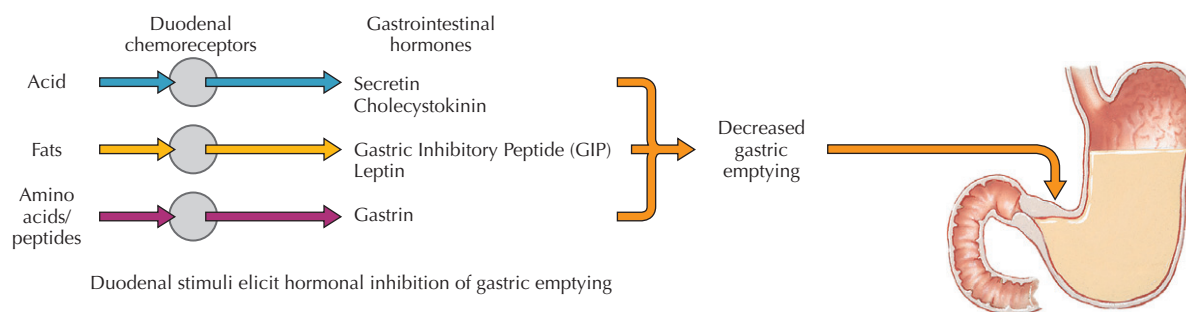 Duodenal
chemoreceptors
Gastrointestinal
hormones
Acid
Secretin
Cholecystokinin
Fats
Gastric Inhibitory Peptide (GIP)
Leptin
Amino
acids/
peptides
Gastrin
Decreased
gastric
emptying
Duodenal stimuli elicit hormonal inhibition of gastric emptying